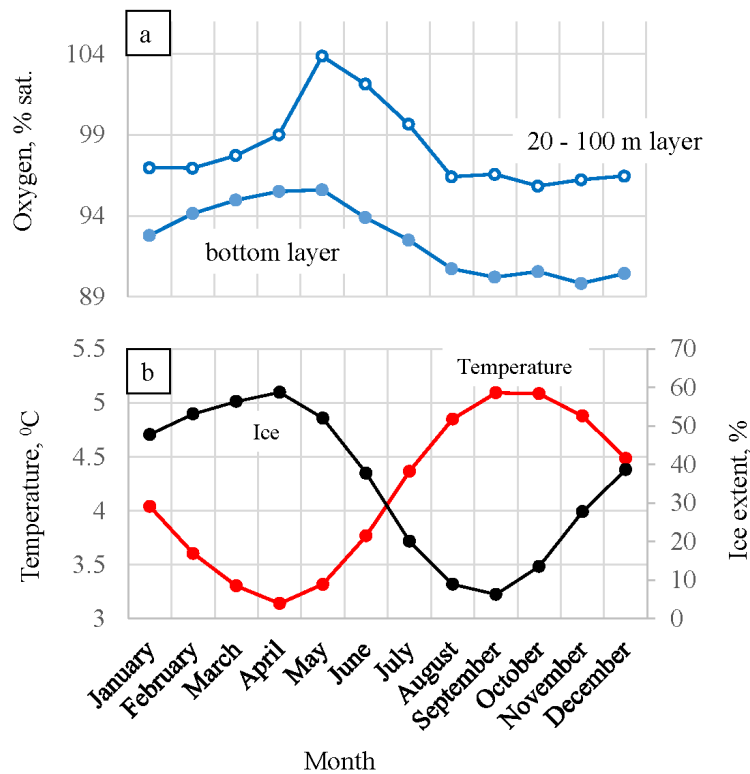 a
Oxygen, % sat.
104
99
94
89
20 - 100 m layer
bottom layer
b
Temperature, ⁰C
5.5
5
4.5
4
3.5
3
Temperature
Ice
70
60
50
40
30
20
10
0
Ice extent, %
January
February
March
April
May
June
July
August
September
October
November
December
Month